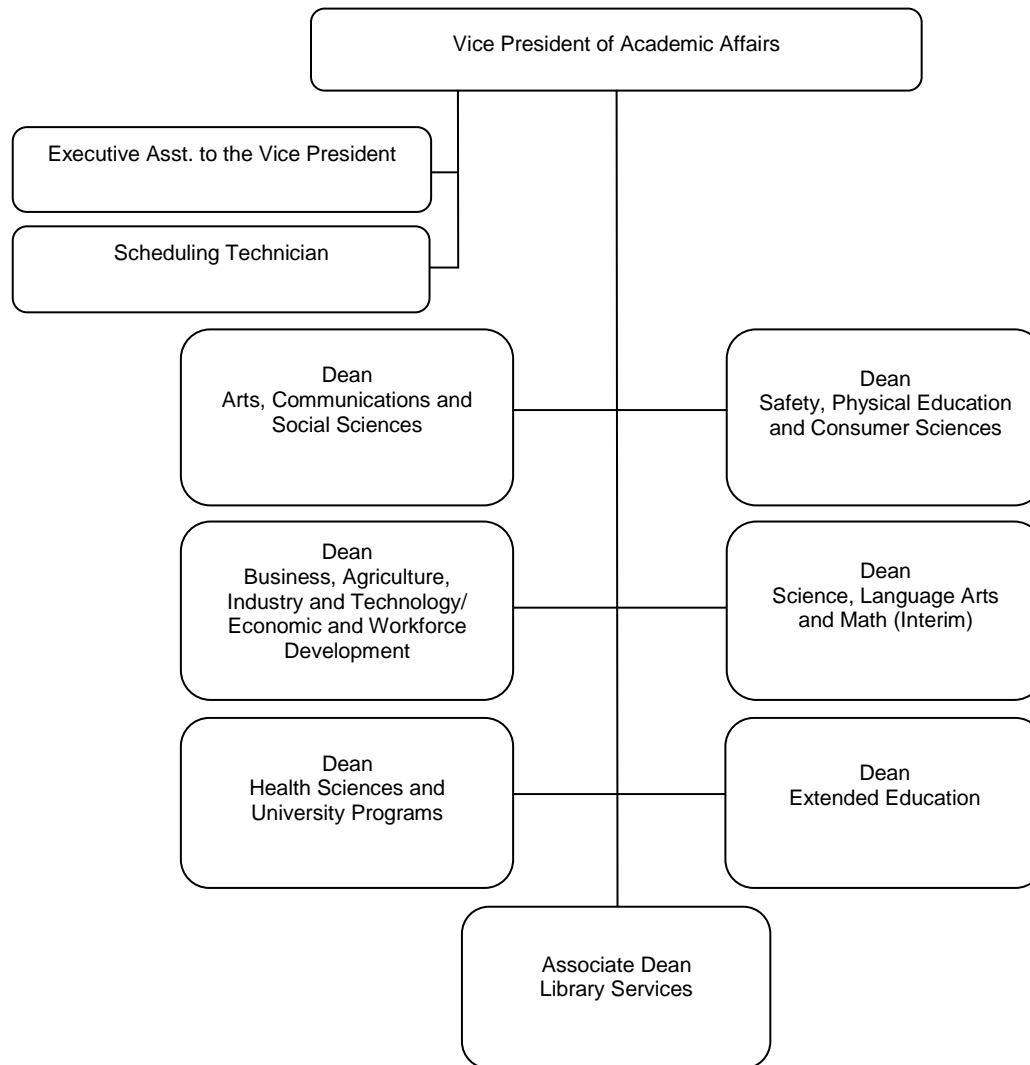 Vice President of Academic Affairs
Executive Asst. to the Vice President
Scheduling Technician
Dean
Arts, Communications and
Social Sciences
Dean
Safety, Physical Education
and Consumer Sciences
Dean
Business, Agriculture,
Industry and Technology/
Economic and Workforce
Development
Dean
Science, Language Arts
and Math (Interim)
Dean
Health Sciences and
University Programs
Dean
Extended Education
Associate Dean
Library Services